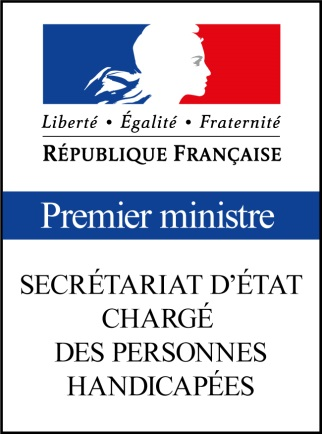 Liberté • Égalité • Fraternité
RÉPUBLIQUE FRANÇAISE
Premier ministre
SECRÉTARIAT D'ÉTAT
CHARGÉ
DES PERSONNES
HANDICAPÉES